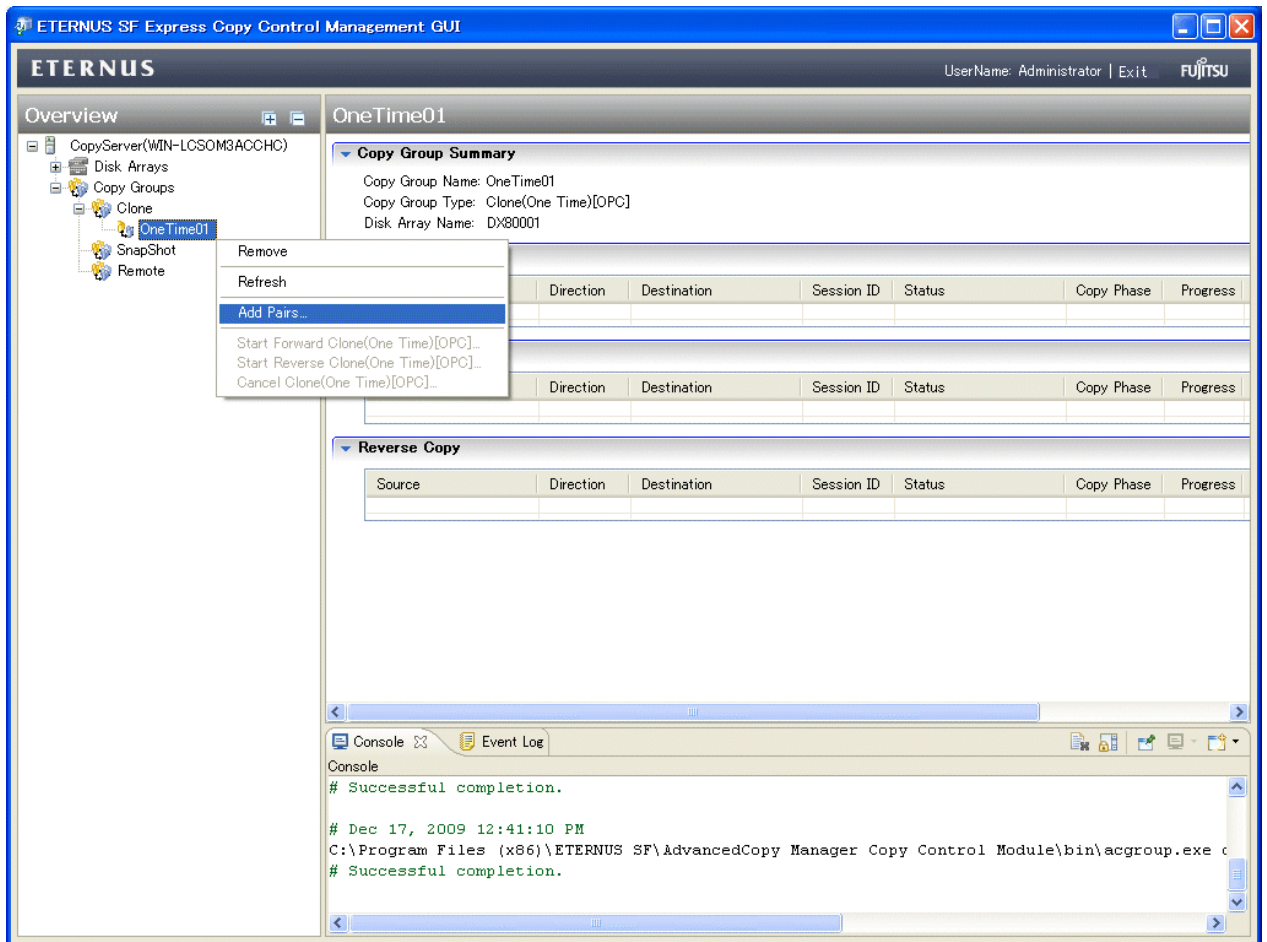 ETERNUS SF Express Copy Control Management GUI
ETERNUS
UserName: Administrator | Exit
FUJITSU
Overview
CopyServer(WIN-LCSOM3ACCHC)
Disk Arrays
Copy Groups
Clone
OneTime01
SnapShot
Remote
Remove
Refresh
Add Pairs...
Start Forward Clone(One Time)[OPC]...
Start Reverse Clone(One Time)[OPC]...
Cancel Clone(One Time)[OPC]...
OneTime01
Copy Group Summary
Copy Group Name: OneTime01
Copy Group Type: Clone(One Time)[OPC]
Disk Array Name: DX80001
Direction Destination Session ID Status Copy Phase Progress
Direction Destination Session ID Status Copy Phase Progress
Reverse Copy
Source Direction Destination Session ID Status Copy Phase Progress
Console Event Log
Console
# Successful completion.
# Dec 17, 2009 12:41:10 PM
C:\Program Files (x86)\ETERNUS SF\AdvancedCopy Manager Copy Control Module\bin\acgroup.exe
# Successful completion.